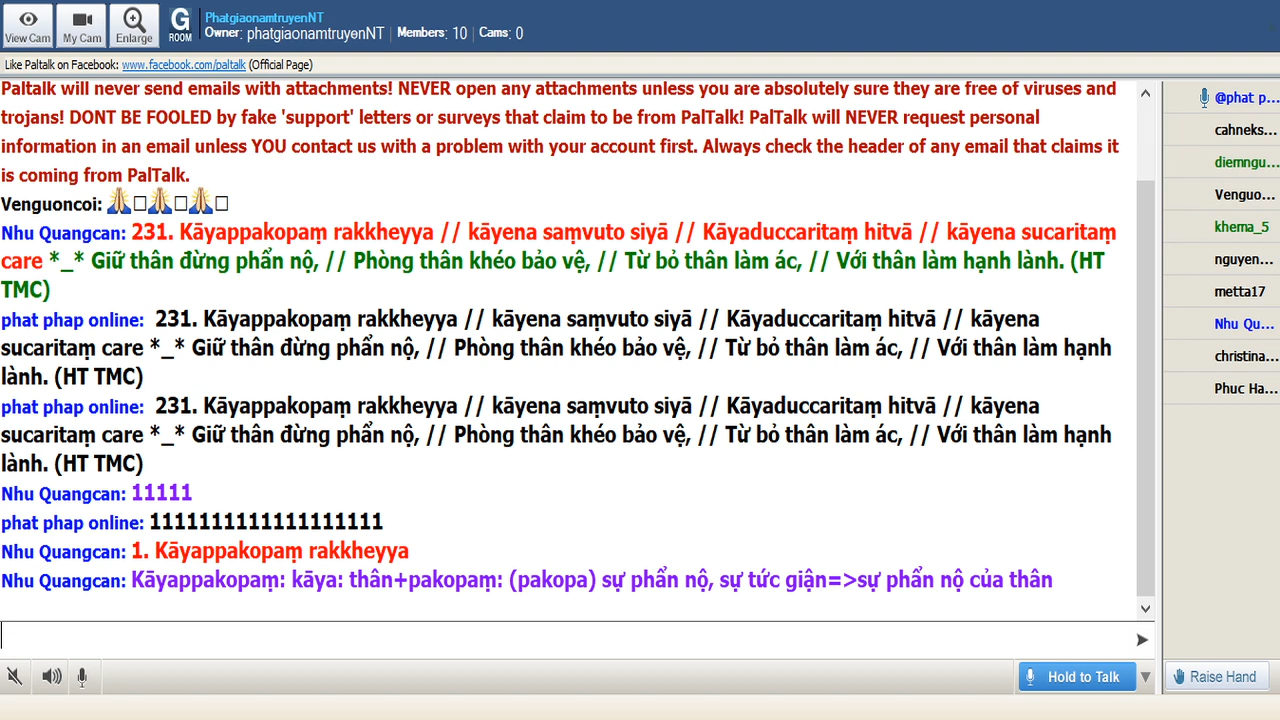 View Cam
My Cam
Enlarge
G
ROOM
PhatgiaonamtruyenNT
Owner: phatgiaonamtruyenNT | Members: 10 | Cams: 0
Like Paltalk on Facebook: www.facebook.com/paltalk (Official Page)
Paltalk will never send emails with attachments! NEVER open any attachments unless you are absolutely sure they are free of viruses and
trojans! DONT BE FOOLED by fake 'support' letters or surveys that claim to be from PalTalk! PalTalk will NEVER request personal
information in an email unless YOU contact us with a problem with your account first. Always check the header of any email that claims it
is coming from PalTalk.
Venguoncoi:
Nhu Quangcan: 231. Kāyappakopaṃ rakkheyya // kāyena saṃvuto siyā // Kāyaduccaritaṃ hitvā // kāyena sucaritaṃ
care *_* Giữ thân đừng phẩn nộ, // Phòng thân khéo bảo vệ, // Từ bỏ thân làm ác, // Với thân làm hạnh lành. (HT
TMC)
phat phap online: 231. Kāyappakopaṃ rakkheyya // kāyena saṃvuto siyā // Kāyaduccaritaṃ hitvā // kāyena
sucaritaṃ care *_* Giữ thân đừng phẩn nộ, // Phòng thân khéo bảo vệ, // Từ bỏ thân làm ác, // Với thân làm hạnh
lành. (HT TMC)
phat phap online: 231. Kāyappakopaṃ rakkheyya // kāyena saṃvuto siyā // Kāyaduccaritaṃ hitvā // kāyena
sucaritaṃ care *_* Giữ thân đừng phẩn nộ, // Phòng thân khéo bảo vệ, // Từ bỏ thân làm ác, // Với thân làm hạnh
lành. (HT TMC)
Nhu Quangcan: 11111
phat phap online: 1111111111111111111
Nhu Quangcan: 1. Kāyappakopaṃ rakkheyya
Nhu Quangcan: Kāyappakopaṃ: kāya: thân+pakopaṃ: (pakopa) sự phẩn nộ, sự tức giận=>sự phẩn nộ của thân
@phat p...
cahneks...
diemngu...
Venguo...
khema_5
nguyen...
metta17
Nhu Qu...
christina...
Phuc Ha...
Hold to Talk
Raise Hand